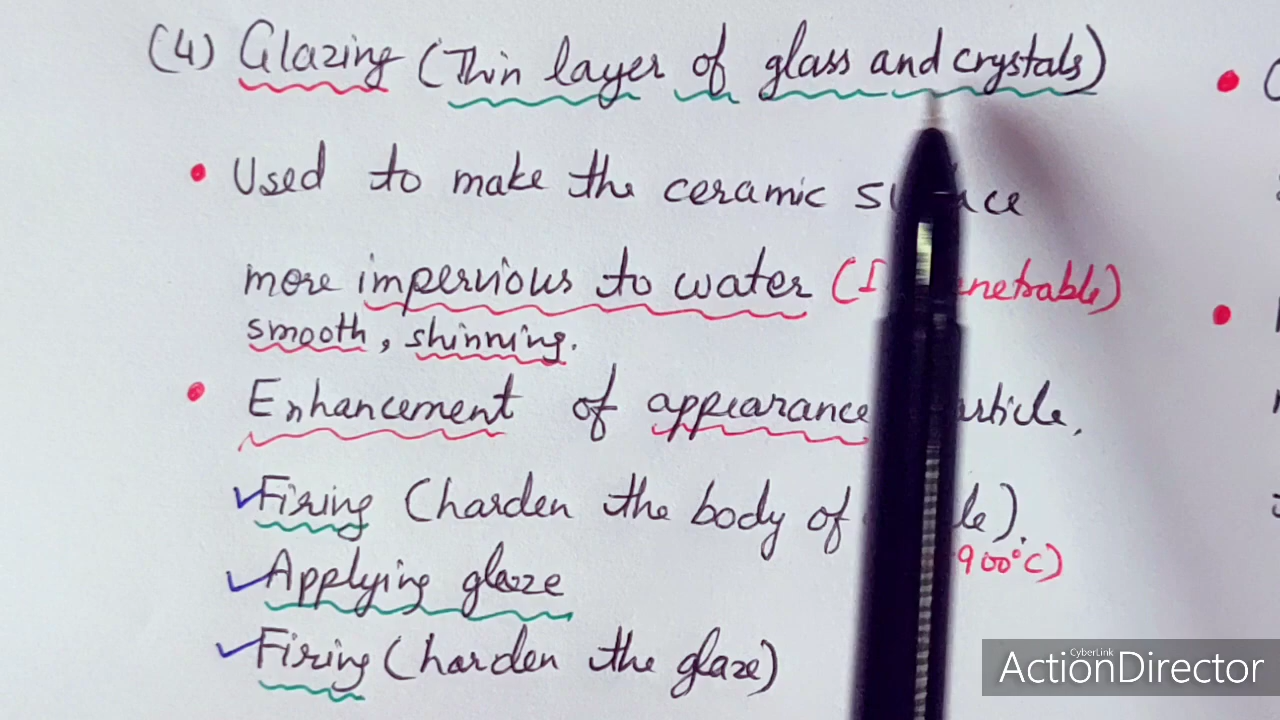 (4) Glazing (Thin layer of glass and crystals)
• Used to make the ceramic
more impervious to water
smooth, shinning.
• Enhancement of appearance
✓Firing (harden the body of
900°C)
✓Applying glaze
✓Firing (harden the glaze)
CyberLink
ActionDirector